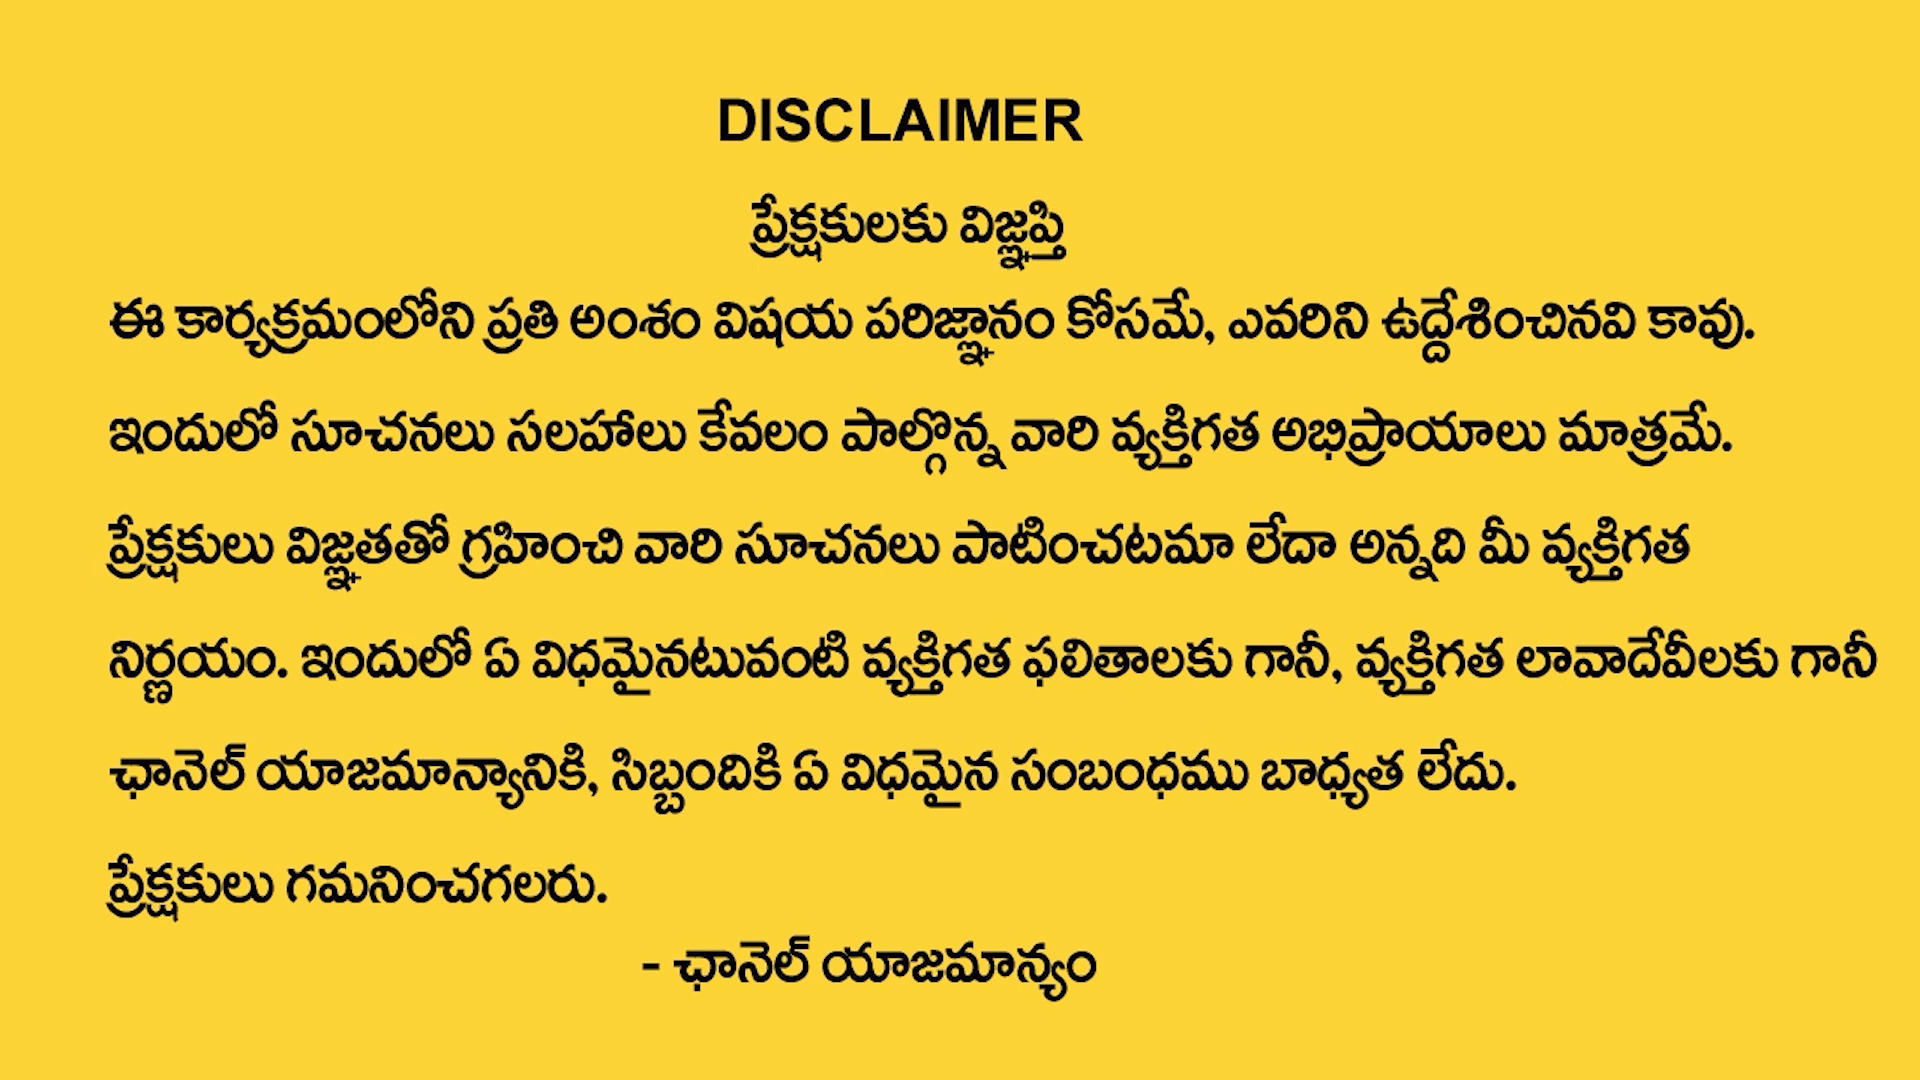 DISCLAIMER
ప్రేక్షకులకు విజ్ఞప్తి
ఈ కార్యక్రమంలోని ప్రతి అంశం విషయ పరిజ్ఞానం కోసమే, ఎవరిని ఉద్దేశించినవి కావు.
ఇందులో సూచనలు సలహాలు కేవలం పాల్గొన్న వారి వ్యక్తిగత అభిప్రాయాలు మాత్రమే.
ప్రేక్షకులు విజ్ఞతతో గ్రహించి వారి సూచనలు పాటించటమా లేదా అన్నది మీ వ్యక్తిగత
నిర్ణయం. ఇందులో ఏ విధమైనటువంటి వ్యక్తిగత ఫలితాలకు గానీ, వ్యక్తిగత లావాదేవీలకు గానీ
ఛానెల్ యాజమాన్యానికి, సిబ్బందికి ఏ విధమైన సంబంధము బాధ్యత లేదు.
ప్రేక్షకులు గమనించగలరు.
- ఛానెల్ యాజమాన్యం